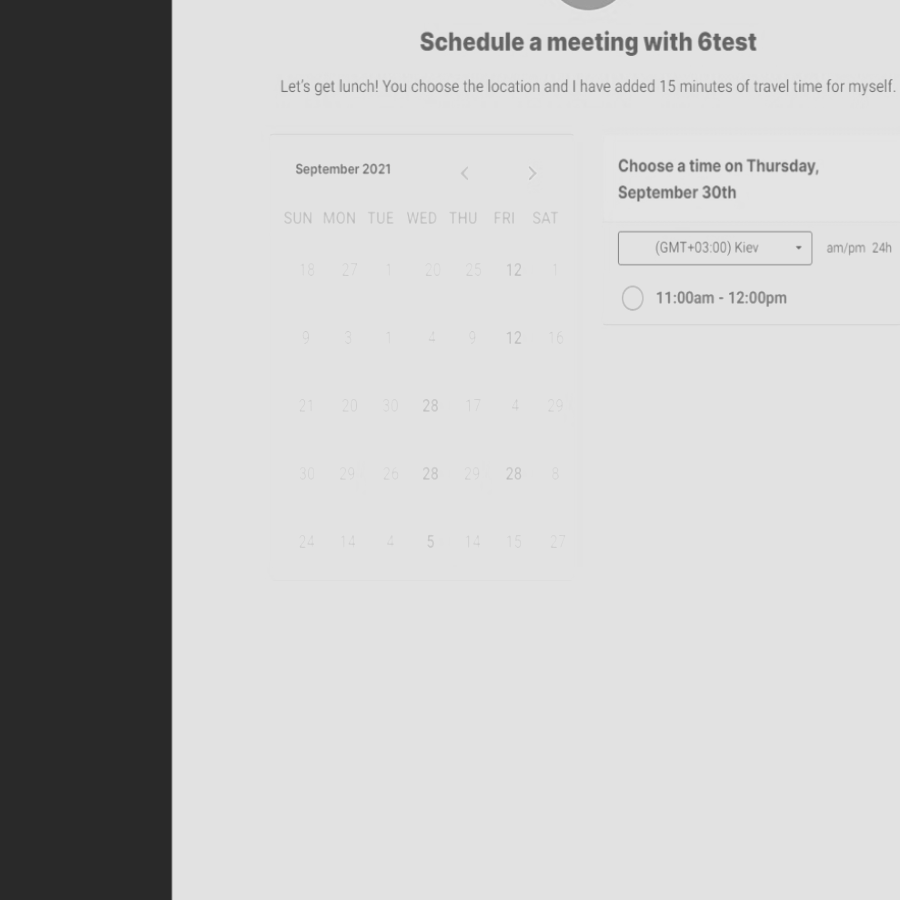 Schedule a meeting with 6test
Let's get lunch! You choose the location and I have added 15 minutes of travel time for myself.
September 2021
SUN MON TUE WED THU FRI SAT
18 27 1 20 25 12 1
9 3 1 4 9 12 16
21 20 30 28 17 4 29
30 29 26 28 29 28 8
24 14 4 5 14 15 27
Choose a time on Thursday,
September 30th
(GMT+03:00) Kiev am/pm 24h
11:00am - 12:00pm